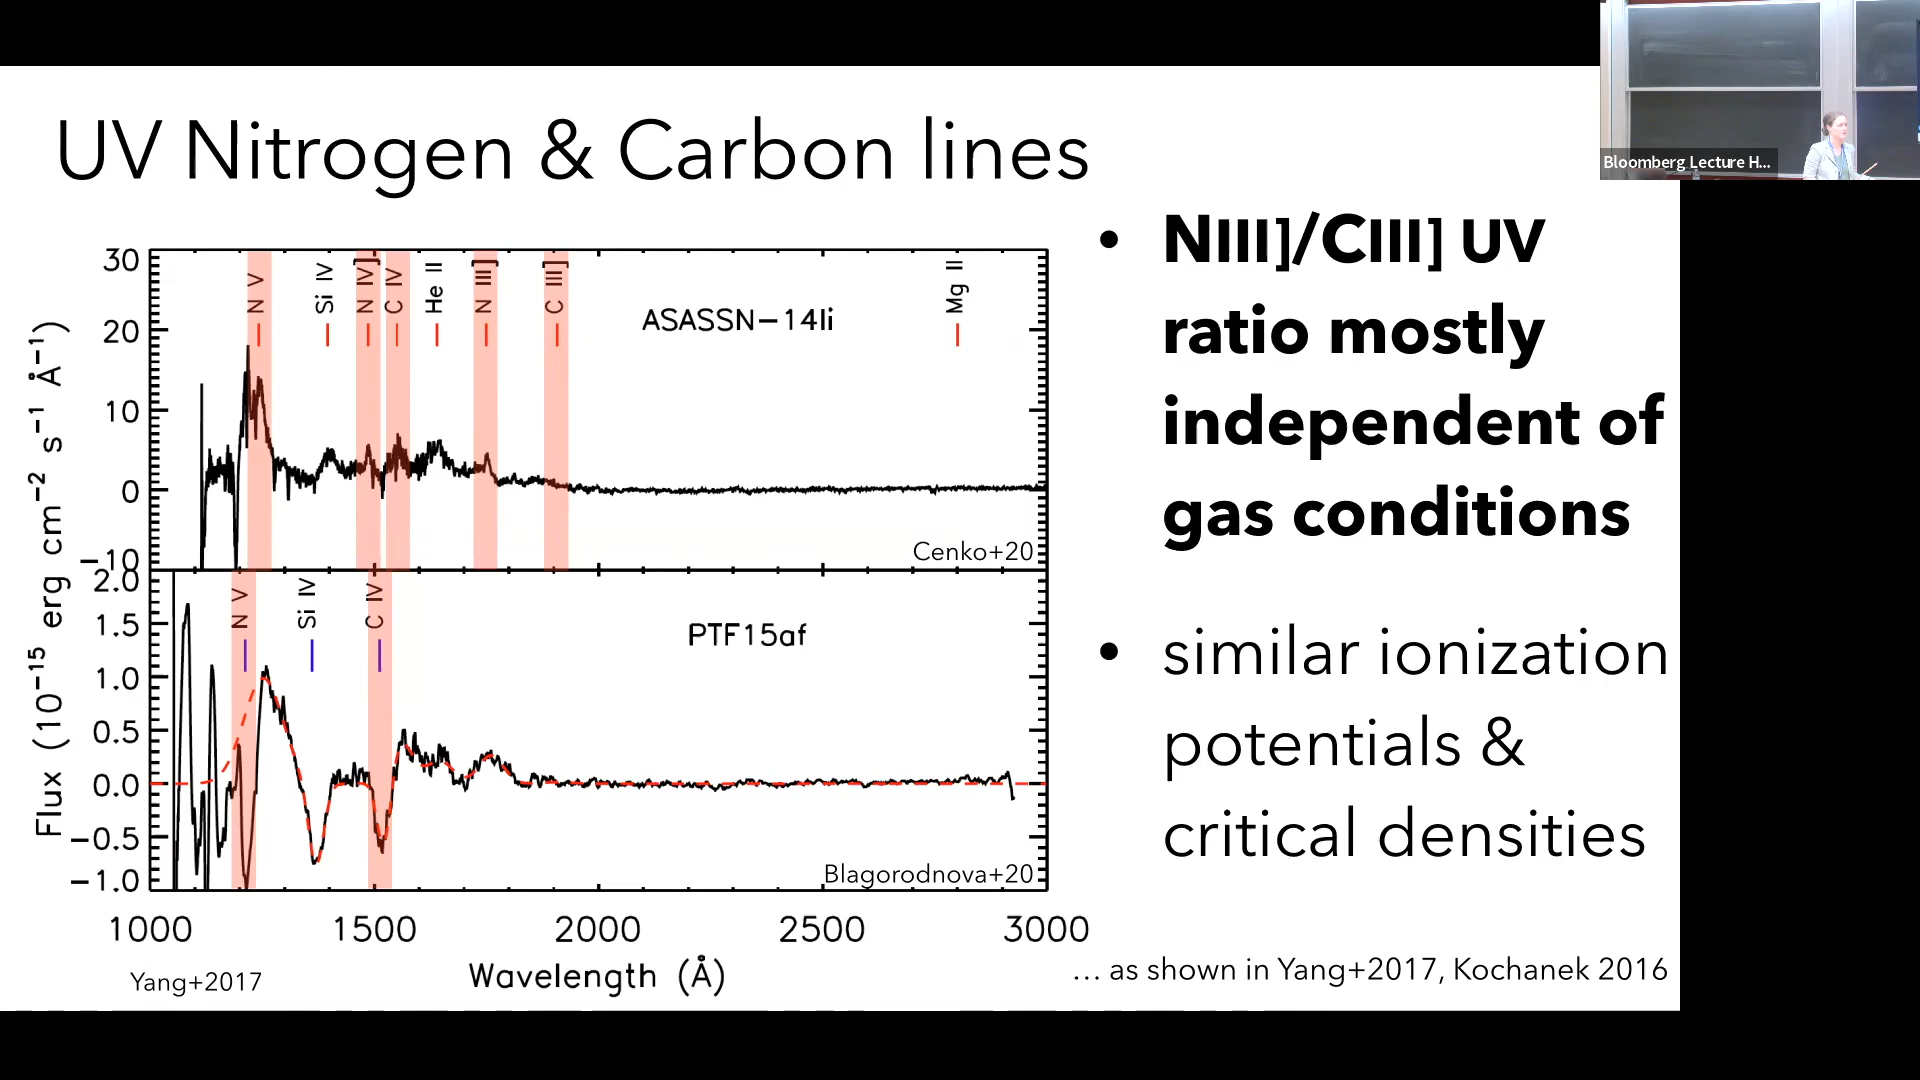 Bloomberg Lecture H...
UV Nitrogen & Carbon lines
30
20
10
0
−10
N V
Si IV
N IV]
C IV
He II
N III]
C III]
Mg II
ASASSN−14li
Cenko+20
2.0
1.5
1.0
0.5
0.0
−0.5
−1.0
N V
Si IV
C IV
PTF15af
Blagorodnova+20
Flux (10⁻¹⁵ erg cm⁻² s⁻¹ Å⁻¹)
1000 1500 2000 2500 3000
Wavelength (Å)
Yang+2017
• NIII]/CIII] UV
ratio mostly
independent of
gas conditions
• similar ionization
potentials &
critical densities
... as shown in Yang+2017, Kochanek 2016